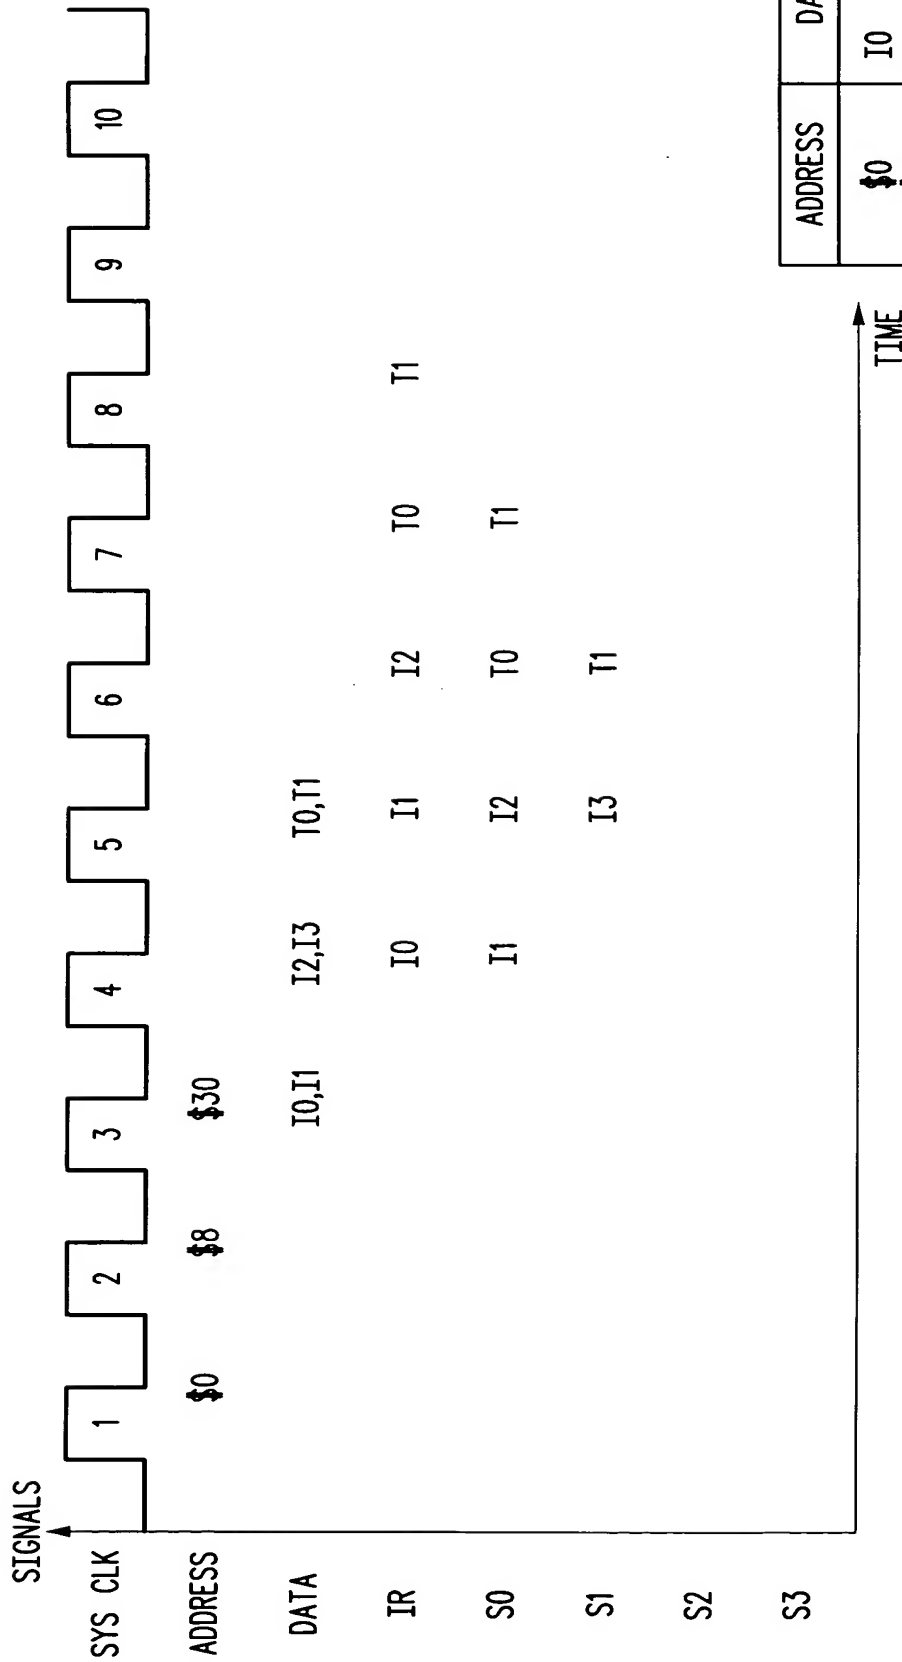 SIGNALS
SYS CLK 1 2 3 4 5 6 7 8 9 10
ADDRESS $0 $8 $30
DATA I0,I1 I2,I3 T0,T1
IR I0 I1 I2 T0 T1
S0 I1 I2 T0 T1
S1 I3 T1
S2
S3
TIME
ADDRESS DA
$0 I0